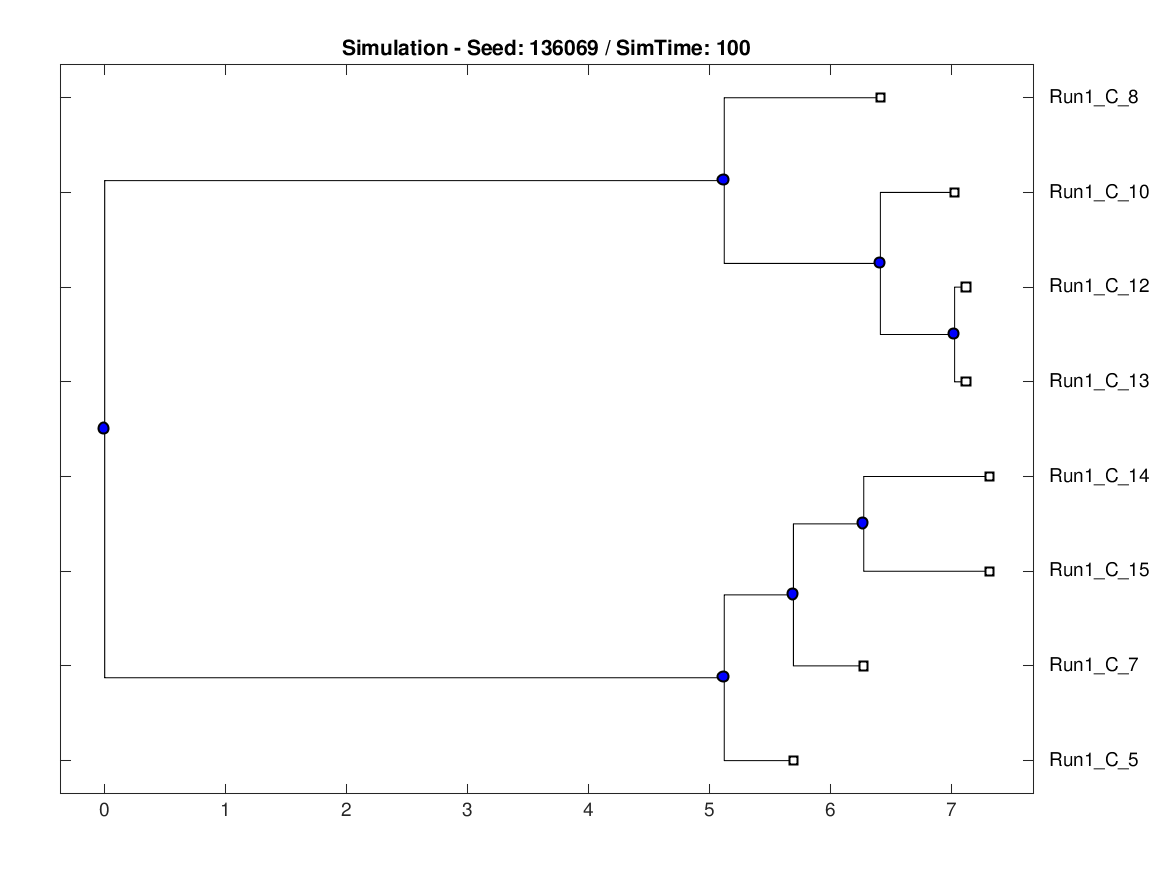 Simulation - Seed: 136069 / SimTime: 100
Run1_C_8
Run1_C_10
Run1_C_12
Run1_C_13
Run1_C_14
Run1_C_15
Run1_C_7
Run1_C_5
0 1 2 3 4 5 6 7